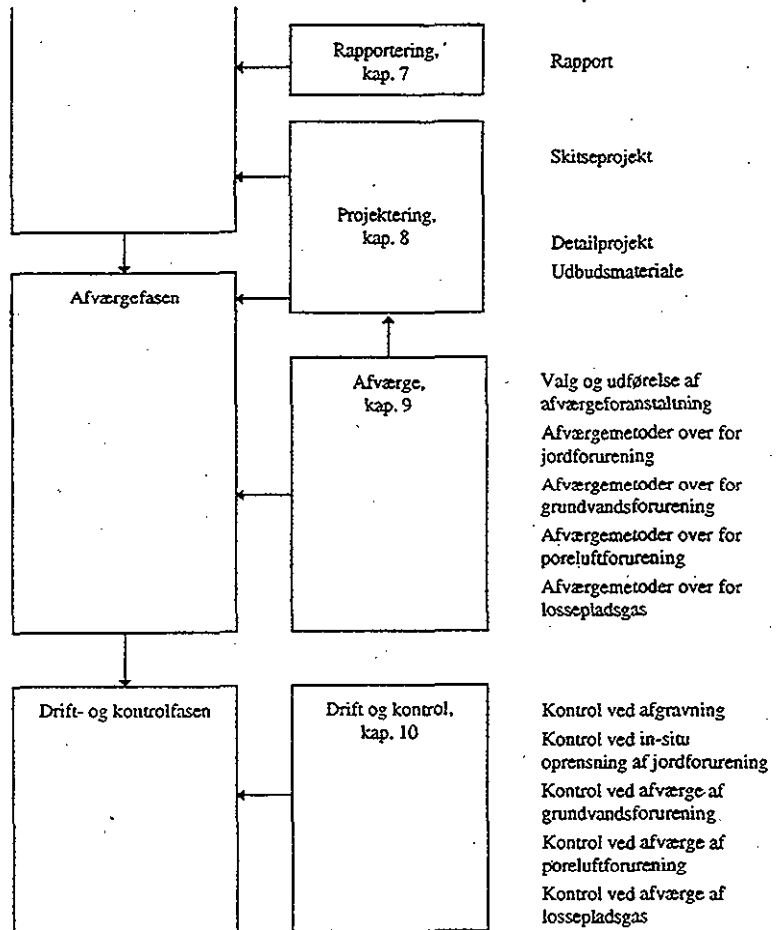 Rapportering,
kap. 7
Rapport
Projektering,
kap. 8
Skitseprojekt
Detailprojekt
Udbudsmateriale
Afværgefasen
Afværge,
kap. 9
Valg og udførelse af
afværgeforanstaltning
Afværgemetoder over for
jordforurening
Afværgemetoder over for
grundvandsforurening
Afværgemetoder over for
poreluftforurening
Afværgemetoder over for
lossepladsgas
Drift- og kontrolfasen
Drift og kontrol,
kap. 10
Kontrol ved afgravning
Kontrol ved in-situ
oprensning af jordforurening
Kontrol ved afværge af
grundvandsforurening
Kontrol ved afværge af
poreluftforurening
Kontrol ved afværge af
lossepladsgas